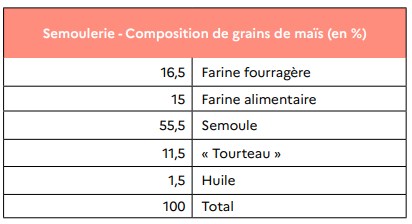 Semoulerie - Composition de grains de maïs (en %)
16,5 Farine fourragère
15 Farine alimentaire
55,5 Semoule
11,5 « Tourteau »
1,5 Huile
100 Total